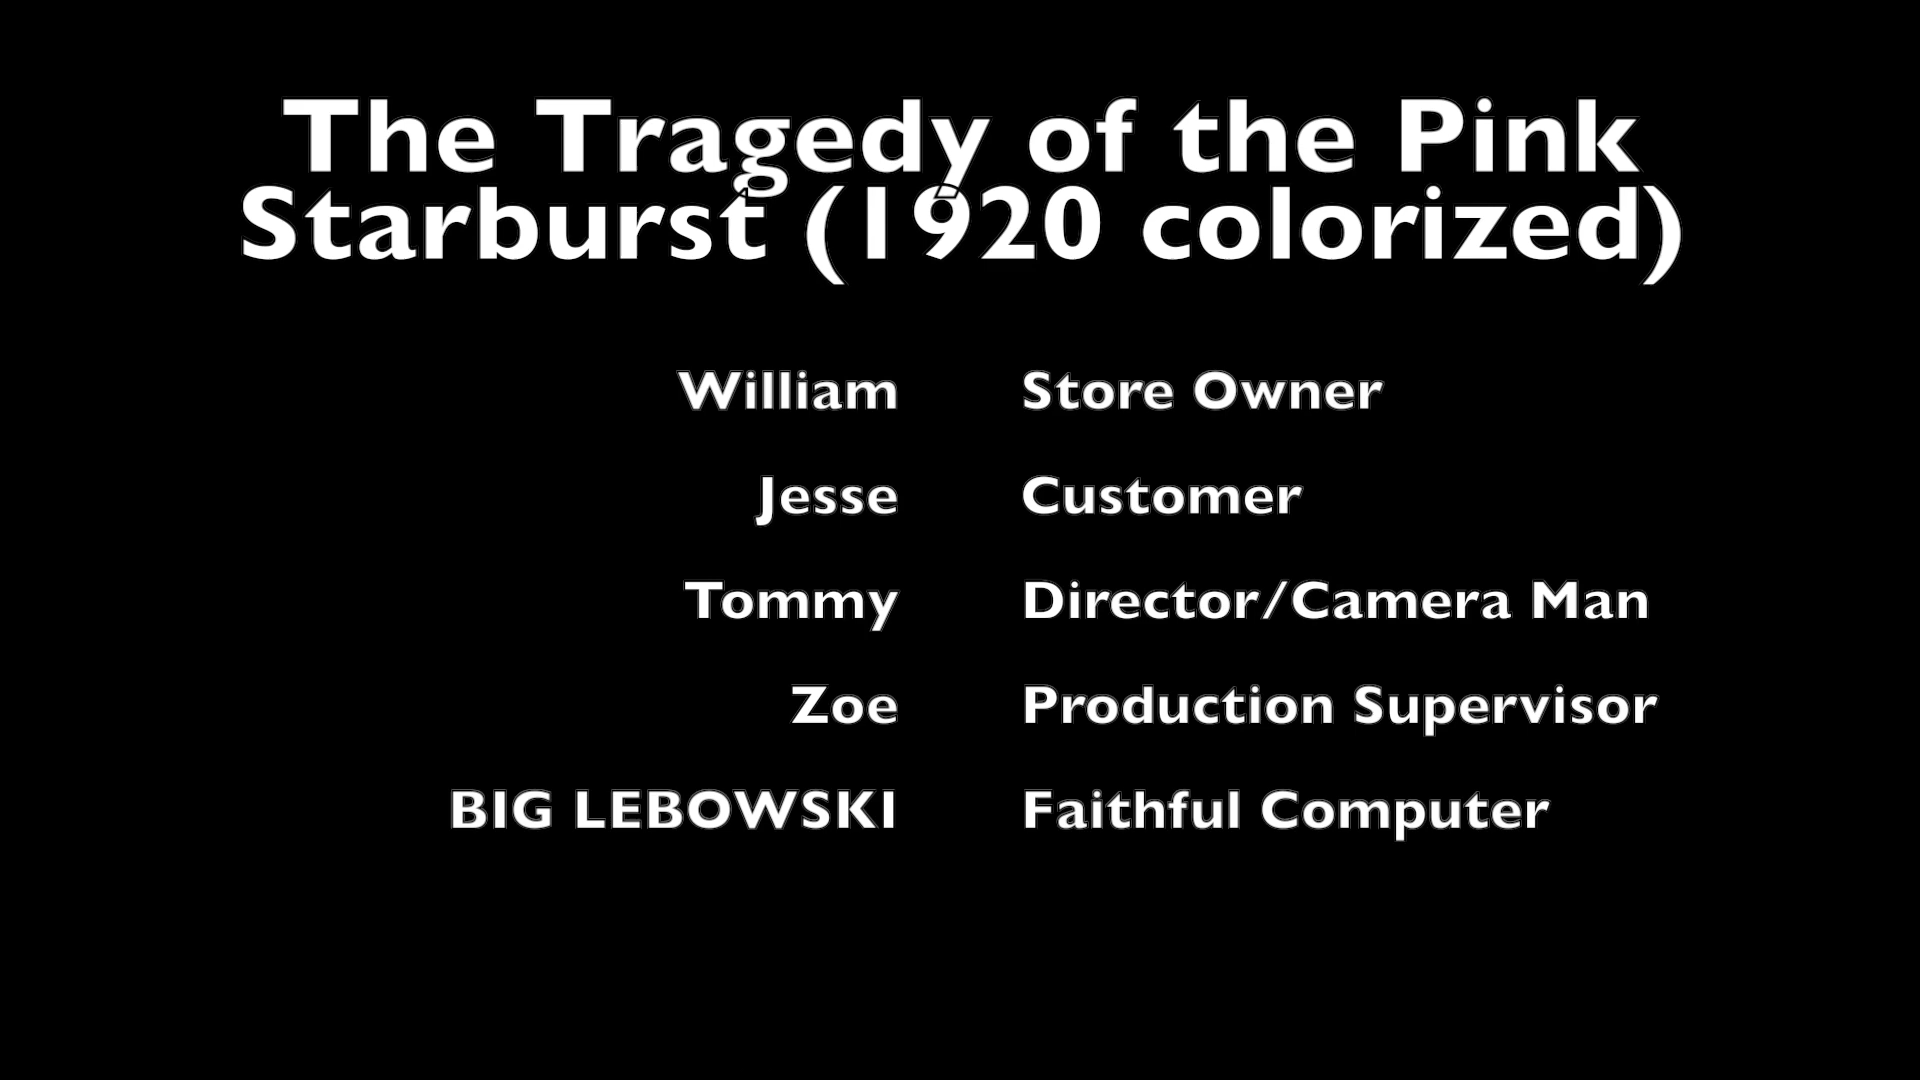 The Tragedy of the Pink
Starburst (1920 colorized)
William Store Owner
Jesse Customer
Tommy Director/Camera Man
Zoe Production Supervisor
BIG LEBOWSKI Faithful Computer